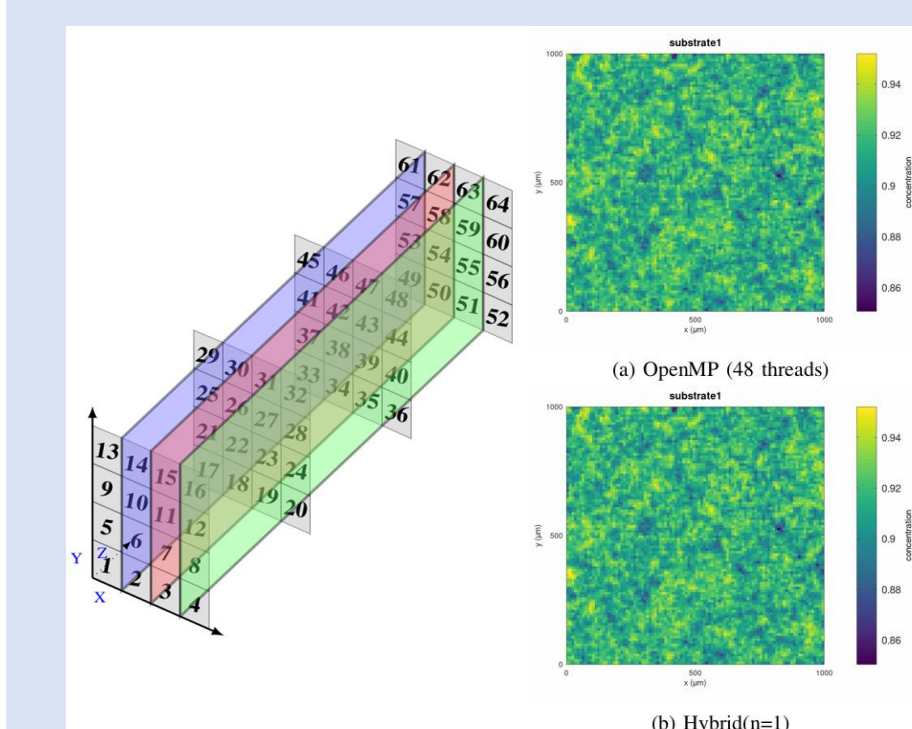 61 62 63 64
57 58 59 60
53 54 55 56
49 50 51 52
45 46 47 48
41 42 43 44
37 38 39 40
33 34 35 36
29 30 31 32
25 26 27 28
21 22 23 24
17 18 19 20
13 14 15 16
9 10 11 12
5 6 7 8
1 2 3 4
Y
Z
X
substrate1
1000
500
0
y (μm)
0 500 1000
x (μm)
0.94
0.92
0.9
0.88
0.86
concentration
(a) OpenMP (48 threads)
substrate1
1000
500
0
y (μm)
0 500 1000
x (μm)
0.94
0.92
0.9
0.88
0.86
concentration
(b) Hybrid(n=1)